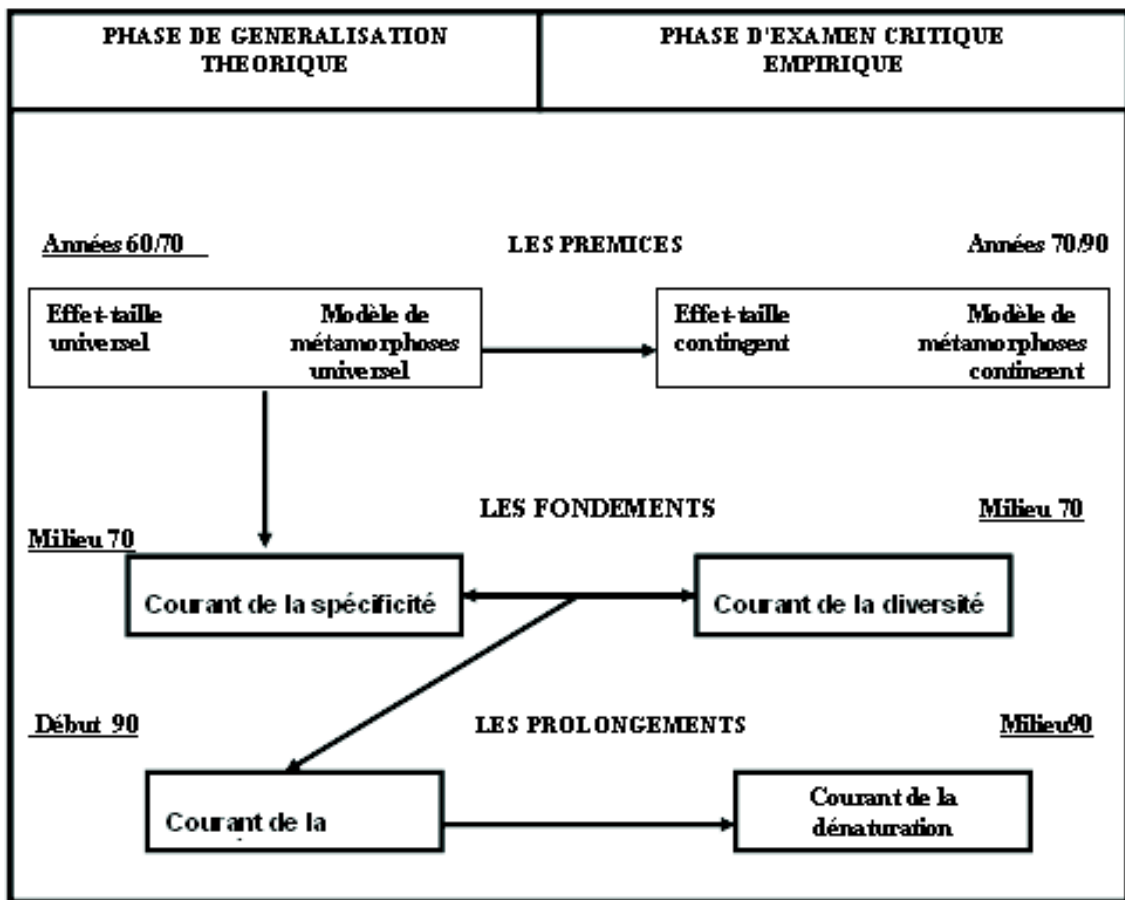 PHASE DE GENERALISATION
THEORIQUE
PHASE D'EXAMEN CRITIQUE
EMPIRIQUE
Années 60/70
LES PREMICES
Années 70/90
Effet-taille
universel
Modèle de
métamorphoses
universel
Effet-taille
contingent
Modèle de
métamorphoses
contingent
LES FONDEMENTS
Milieu 70
Milieu 70
Courant de la spécificité
Courant de la diversité
Début 90
LES PROLONGEMENTS
Milieu90
Courant de la
Courant de la
dénaturation